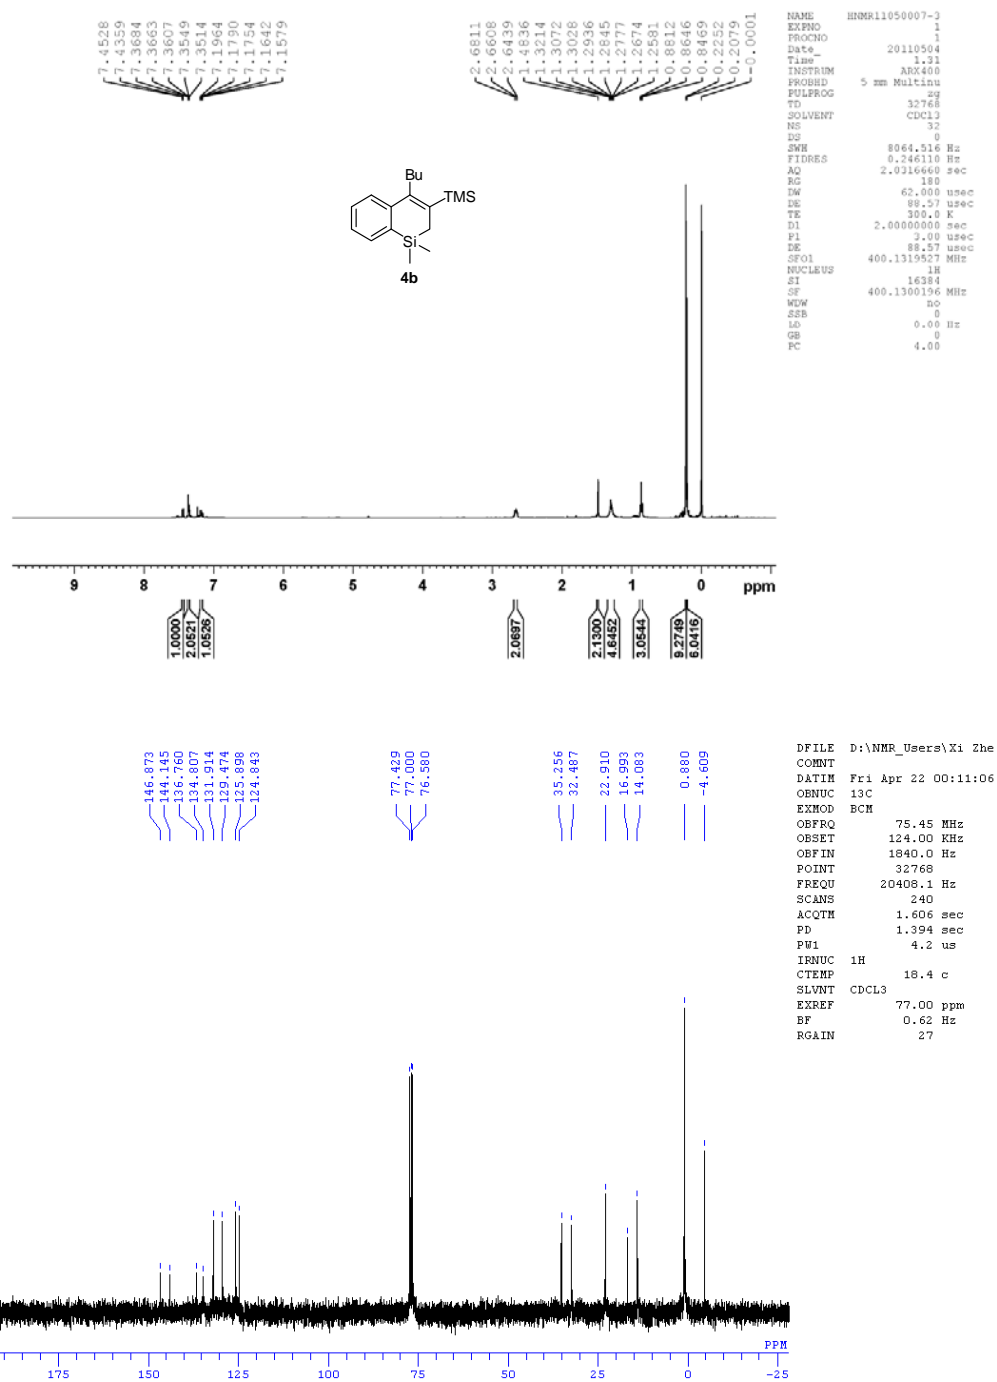 7.4528
7.4359
7.3684
7.3663
7.3607
7.3549
7.3514
7.1964
7.1790
7.1754
7.1642
7.1579
2.6811
2.6608
2.6439
1.4836
1.3214
1.3072
1.3028
1.2936
1.2845
1.2777
1.2674
1.2581
0.8812
0.8646
0.8469
0.2252
0.2079
-0.0001
NAME HNMR11050007-3
EXPNO 1
PROCNO 1
Date_ 20110504
Time 1.31
INSTRUM ARX400
PROBHD 5 mm Multinu
PULPROG zg
TD 32768
SOLVENT CDCl3
NS 32
DS 0
SWH 8064.516 Hz
FIDRES 0.246110 Hz
AQ 2.0316660 sec
RG 180
DW 62.000 usec
DE 88.57 usec
TE 300.0 K
D1 2.00000000 sec
P1 3.00 usec
DE 88.57 usec
SFO1 400.1319527 MHz
NUCLEUS 1H
SI 16384
SF 400.1300196 MHz
WDW no
SSB 0
LB 0.00 Hz
GB 0
PC 4.00
Bu
TMS
Si
4b
9 8 7 6 5 4 3 2 1 0 ppm
1.0000
2.0521
1.0526
2.0697
2.1300
4.6452
3.0544
9.2749
6.0416
146.873
144.145
136.760
134.807
131.914
129.474
125.898
124.843
77.429
77.000
76.580
35.256
32.487
22.910
16.993
14.083
0.880
-4.609
DFILE D:\NMR_Users\Xi Zhe
COMNT
DATIM Fri Apr 22 00:11:06
OBNUC 13C
EXMOD BCM
OBFRQ 75.45 MHz
OBSET 124.00 KHz
OBFIN 1840.0 Hz
POINT 32768
FREQU 20408.1 Hz
SCANS 240
ACQTM 1.606 sec
PD 1.394 sec
PW1 4.2 us
IRNUC 1H
CTEMP 18.4 c
SLVNT CDCL3
EXREF 77.00 ppm
BF 0.62 Hz
RGAIN 27
PPM
175 150 125 100 75 50 25 0 -25